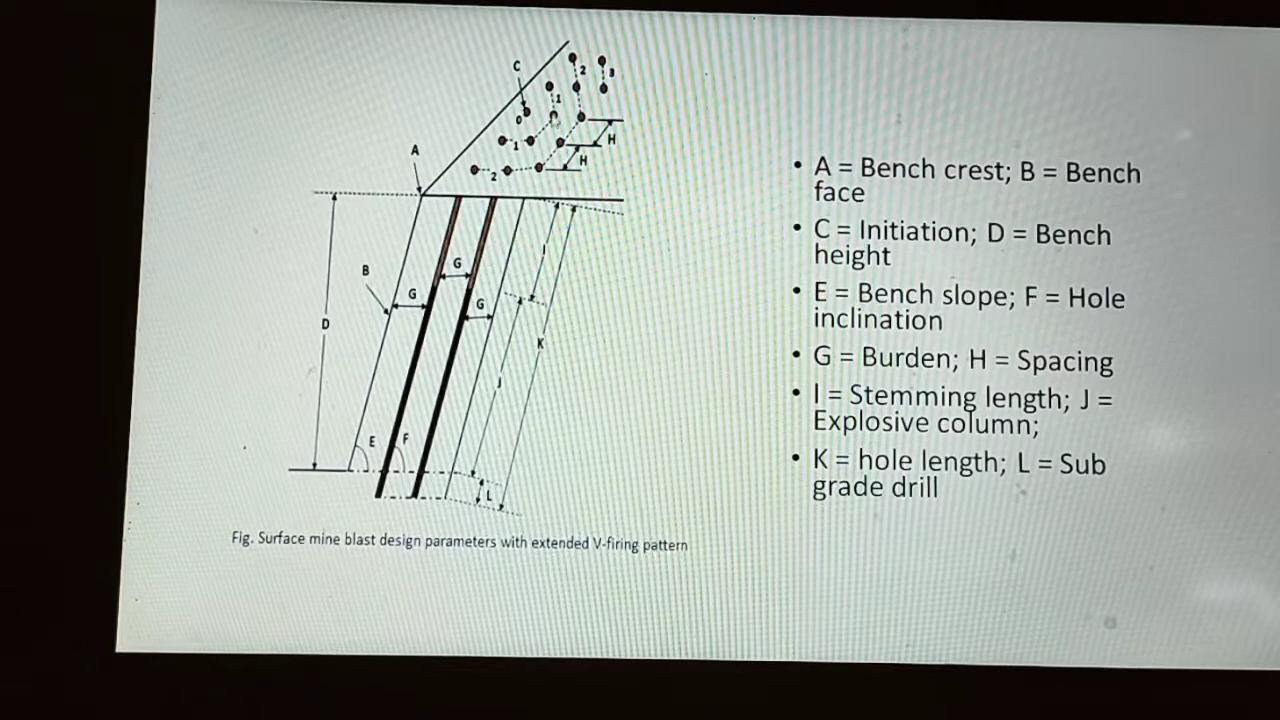 C
2
3
1
0
A
1
H
H
2
B
G
G
G
I
D
K
J
E
F
L
Fig. Surface mine blast design parameters with extended V-firing pattern
• A = Bench crest; B = Bench
face
• C = Initiation; D = Bench
height
• E = Bench slope; F = Hole
inclination
• G = Burden; H = Spacing
• I = Stemming length; J =
Explosive column;
• K = hole length; L = Sub
grade drill